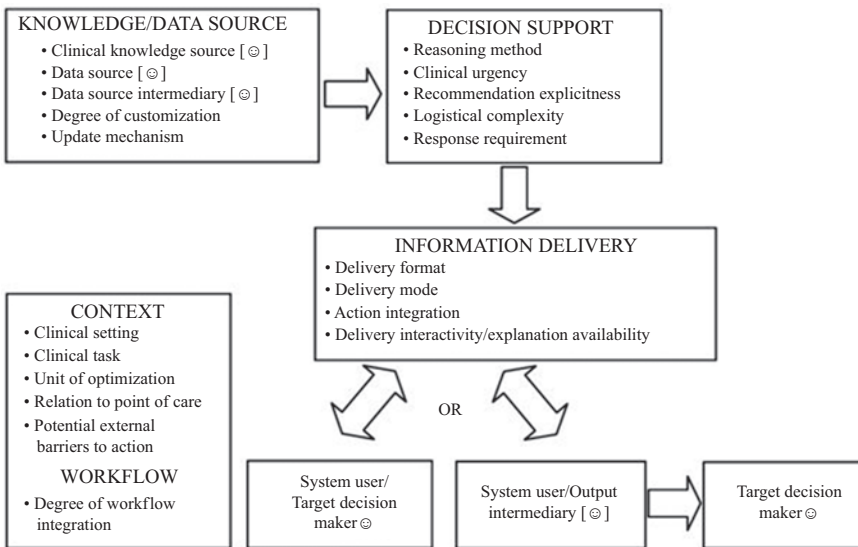 KNOWLEDGE/DATA SOURCE
• Clinical knowledge source [☺]
• Data source [☺]
• Data source intermediary [☺]
• Degree of customization
• Update mechanism
DECISION SUPPORT
• Reasoning method
• Clinical urgency
• Recommendation explicitness
• Logistical complexity
• Response requirement
INFORMATION DELIVERY
• Delivery format
• Delivery mode
• Action integration
• Delivery interactivity/explanation availability
CONTEXT
• Clinical setting
• Clinical task
• Unit of optimization
• Relation to point of care
• Potential external
barriers to action
WORKFLOW
• Degree of workflow
integration
OR
System user/
Target decision
maker☺
System user/Output
intermediary [☺]
Target decision
maker☺